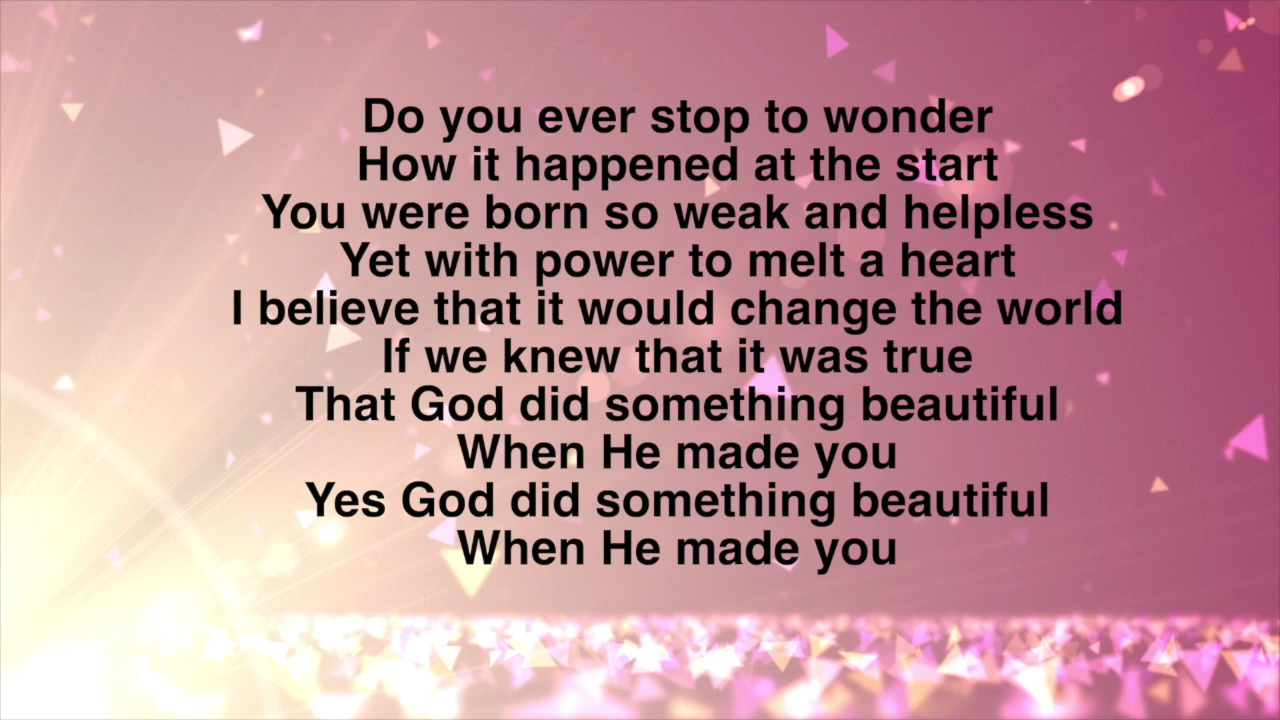 Do you ever stop to wonder
How it happened at the start
You were born so weak and helpless
Yet with power to melt a heart
I believe that it would change the world
If we knew that it was true
That God did something beautiful
When He made you
Yes God did something beautiful
When He made you